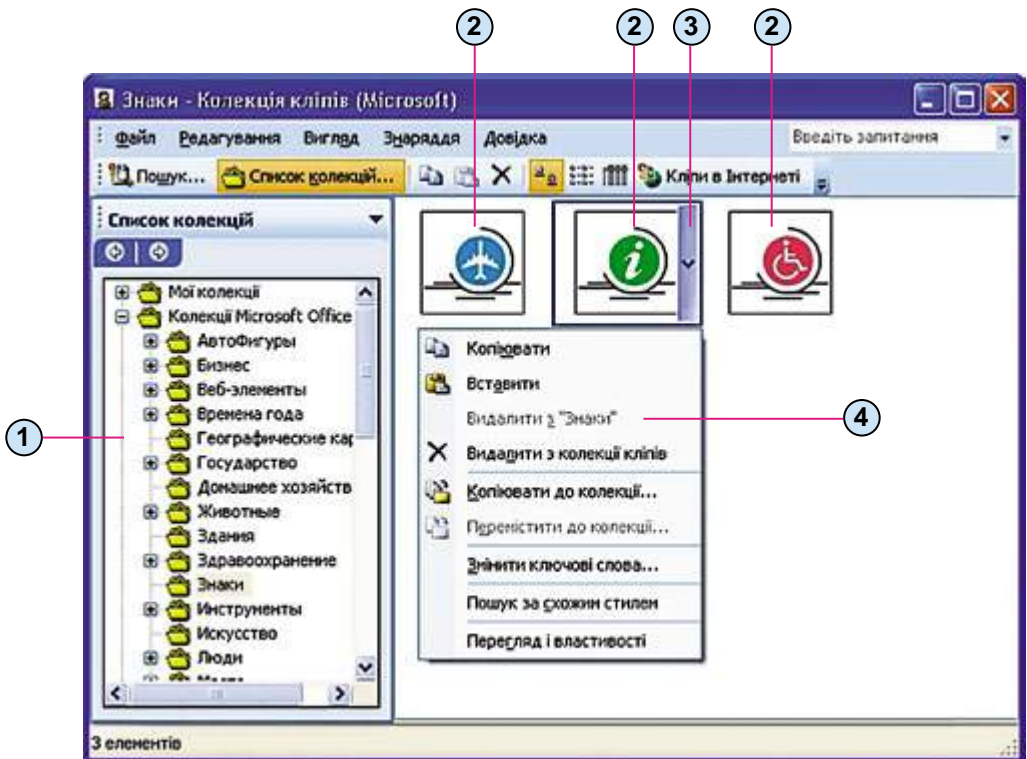 2 2 3 2
Знаки - Колекція кліпів (Microsoft)
Файл Редагування Вигляд Знаряддя Довідка Введіть запитання
Пошук... Список колекцій... Кліпи в Інтернеті
Список колекцій
Мої колекції
Колекції Microsoft Office
АвтоФигуры
Бизнес
Веб-элементы
Времена года
Географические кар
Государство
Домашнее хозяйств
Животные
Здания
Здравоохранение
Знаки
Инструменты
Искусство
Люди
1
Копіювати
Вставити
Видалити з "Знаки"
4
Видалити з колекції кліпів
Копіювати до колекції...
Перемістити до колекції...
Змінити ключові слова...
Пошук за схожим стилем
Перегляд і властивості
3 елементів